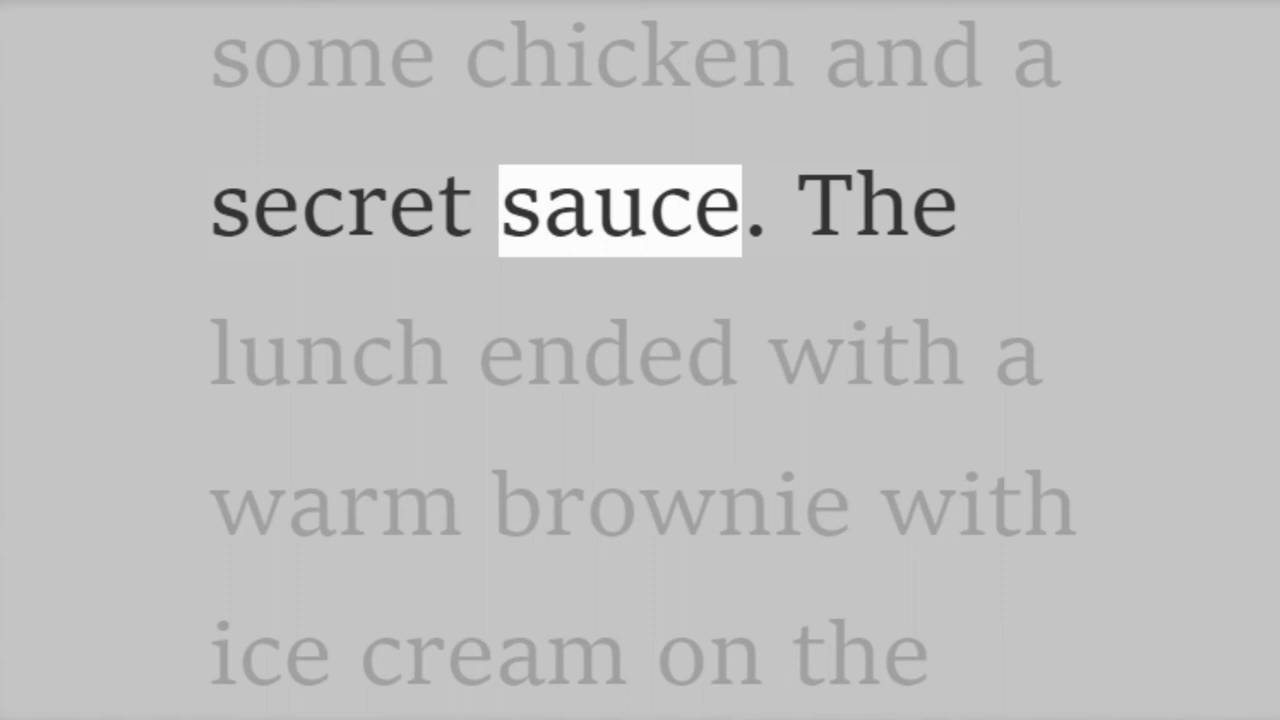 some chicken and a
secret sauce. The
lunch ended with a
warm brownie with
ice cream on the